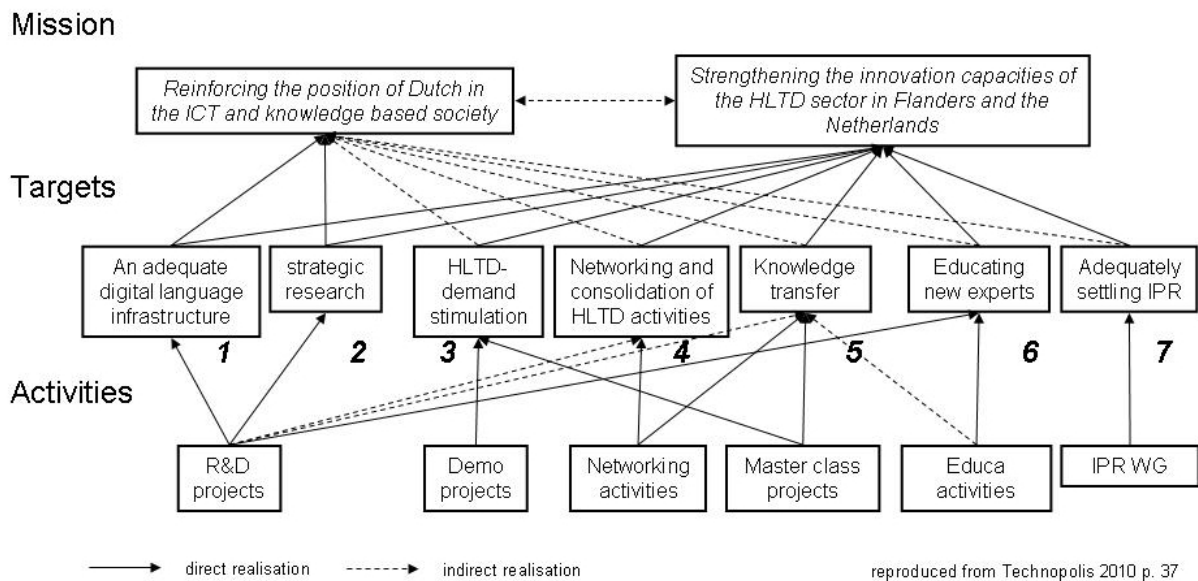 Mission
Reinforcing the position of Dutch in
the ICT and knowledge based society
Strengthening the innovation capacities of
the HLTD sector in Flanders and the
Netherlands
Targets
An adequate
digital language
infrastructure
strategic
research
HLTD-
demand
stimulation
Networking and
consolidation of
HLTD activities
Knowledge
transfer
Educating
new experts
Adequately
settling IPR
1
2
3
4
5
6
7
Activities
R&D
projects
Demo
projects
Networking
activities
Master class
projects
Educa
activities
IPR WG
direct realisation
indirect realisation
reproduced from Technopolis 2010 p. 37